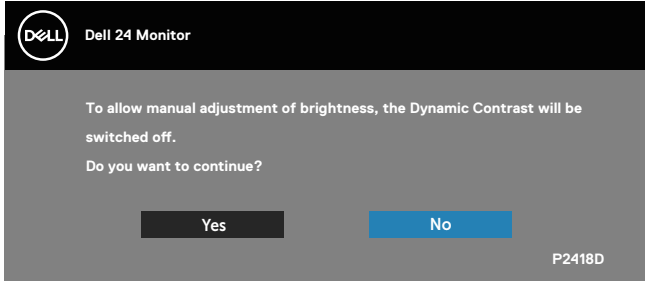 DELL
Dell 24 Monitor
To allow manual adjustment of brightness, the Dynamic Contrast will be
switched off.
Do you want to continue?
Yes No
P2418D